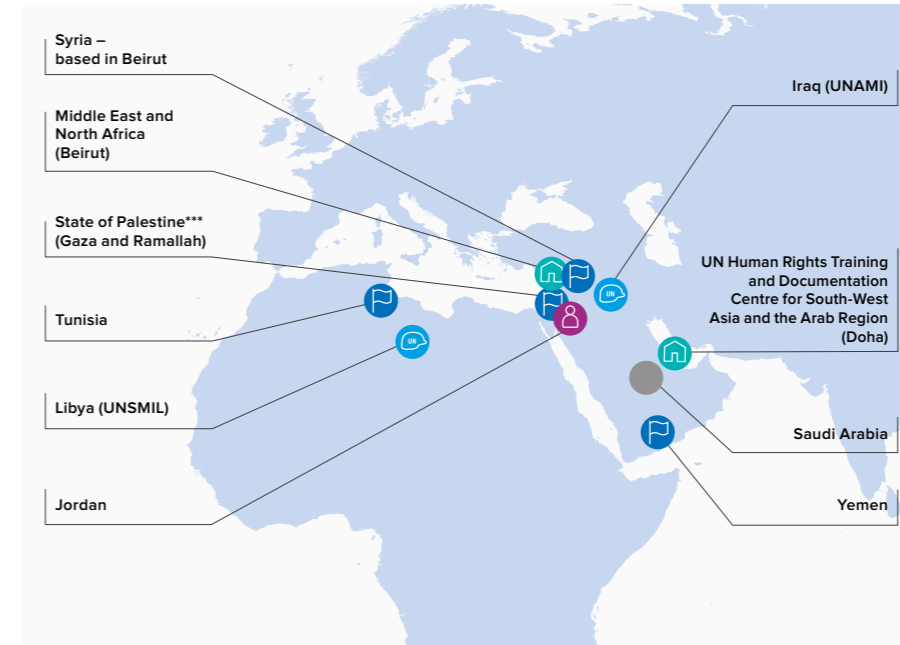 Syria –
based in Beirut
Middle East and
North Africa
(Beirut)
State of Palestine***
(Gaza and Ramallah)
Tunisia
Libya (UNSMIL)
Jordan
Iraq (UNAMI)
UN Human Rights Training
and Documentation
Centre for South-West
Asia and the Arab Region
(Doha)
Saudi Arabia
Yemen
UN
UN